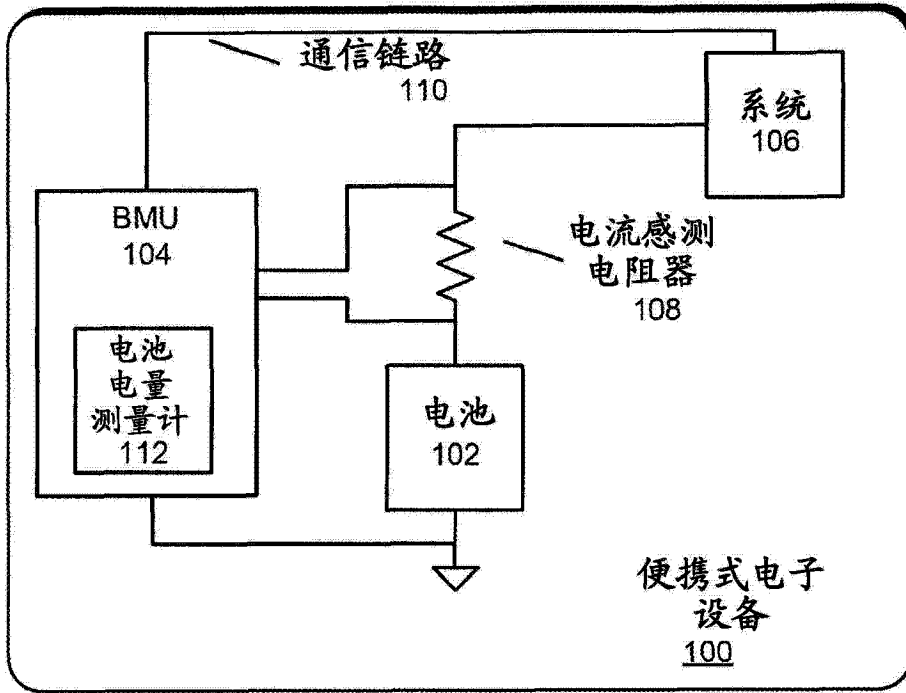 通信链路
110
系统
106
BMU
104
电流感测
电阻器
108
电池
电量
测量计
112
电池
102
便携式电子
设备
100